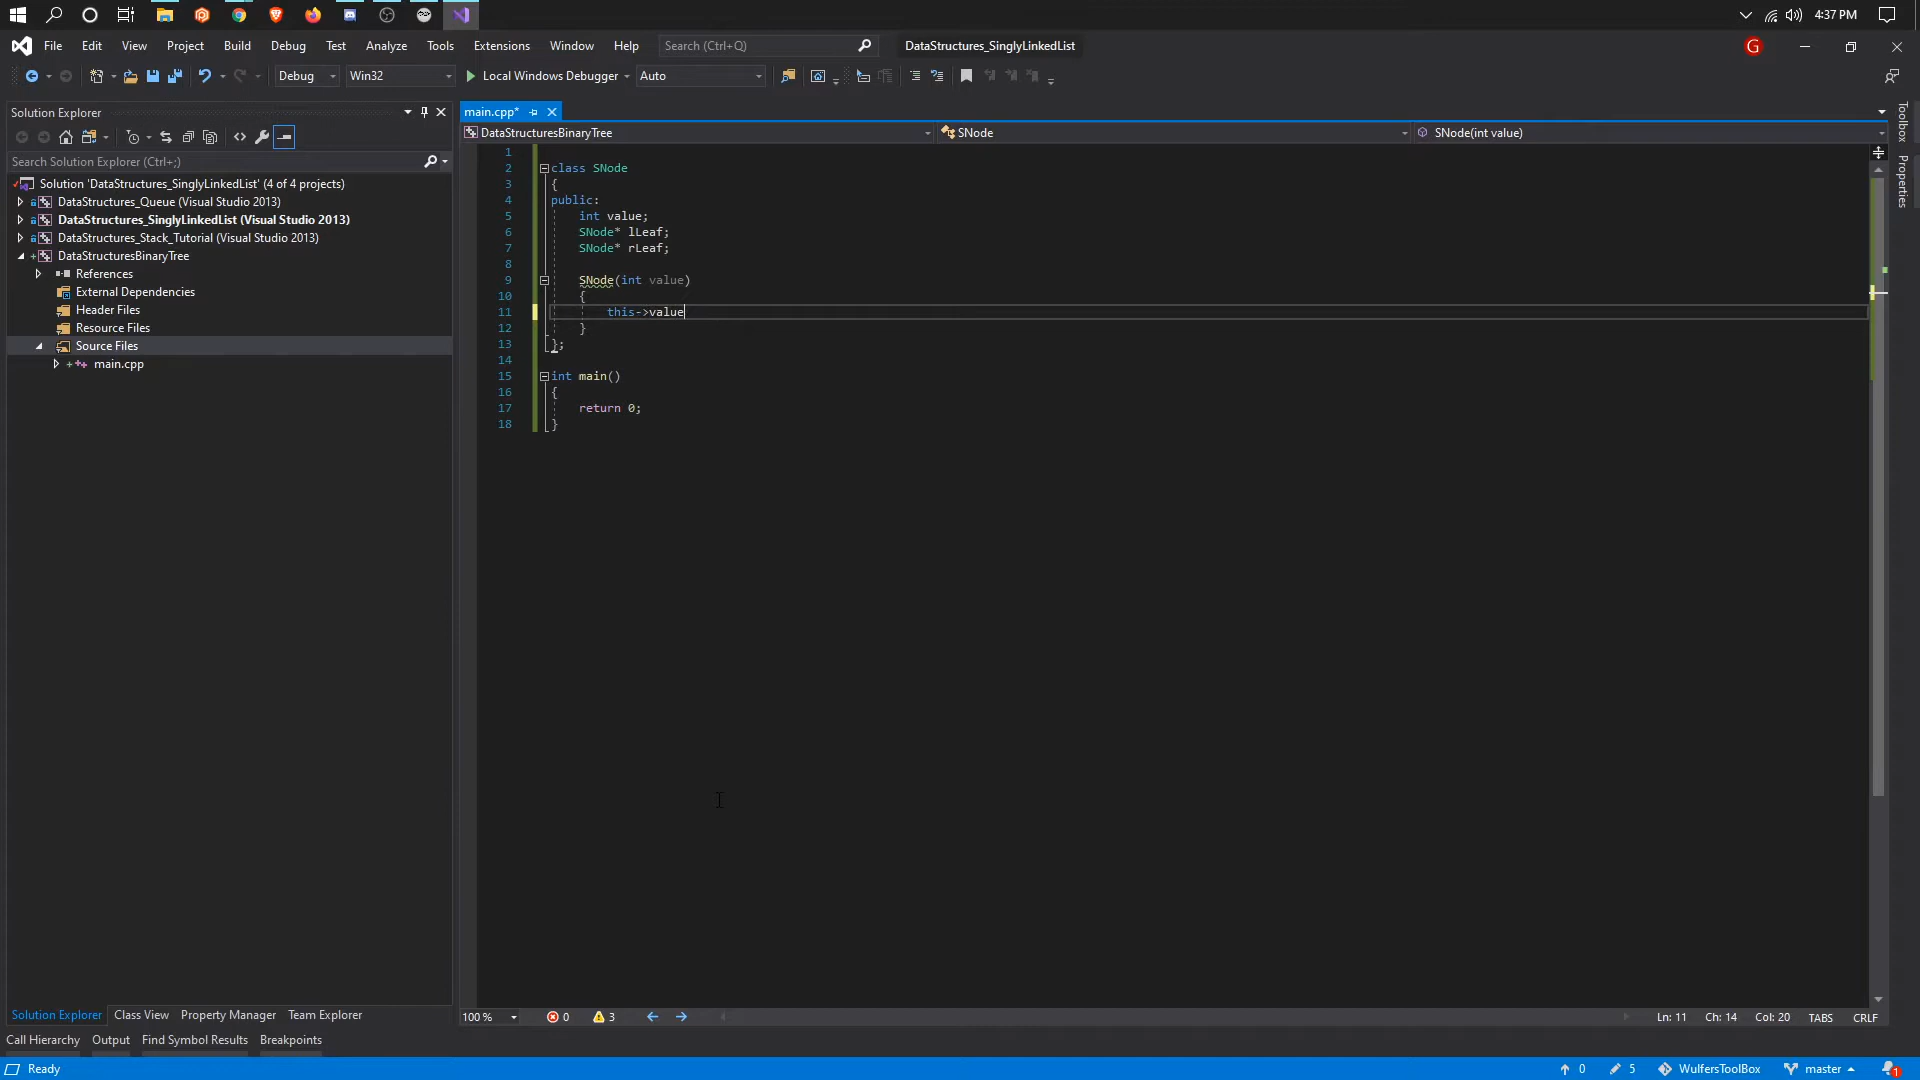 4:37 PM
File Edit View Project Build Debug Test Analyze Tools Extensions Window Help Search (Ctrl+Q) DataStructures_SinglyLinkedList G
Debug Win32 Local Windows Debugger Auto
Solution Explorer
Search Solution Explorer (Ctrl+;)
Solution 'DataStructures_SinglyLinkedList' (4 of 4 projects)
DataStructures_Queue (Visual Studio 2013)
DataStructures_SinglyLinkedList (Visual Studio 2013)
DataStructures_Stack_Tutorial (Visual Studio 2013)
DataStructuresBinaryTree
References
External Dependencies
Header Files
Resource Files
Source Files
main.cpp
main.cpp*
DataStructuresBinaryTree SNode SNode(int value)
1
2 class SNode
3 {
4 public:
5 int value;
6 SNode* lLeaf;
7 SNode* rLeaf;
8
9 SNode(int value)
10 {
11 this->value
12 }
13 };
14
15 int main()
16 {
17 return 0;
18 }
Toolbox
Properties
100 % 0 3 Ln: 11 Ch: 14 Col: 20 TABS CRLF
Solution Explorer Class View Property Manager Team Explorer
Call Hierarchy Output Find Symbol Results Breakpoints
Ready 0 5 WulfersToolBox master 1